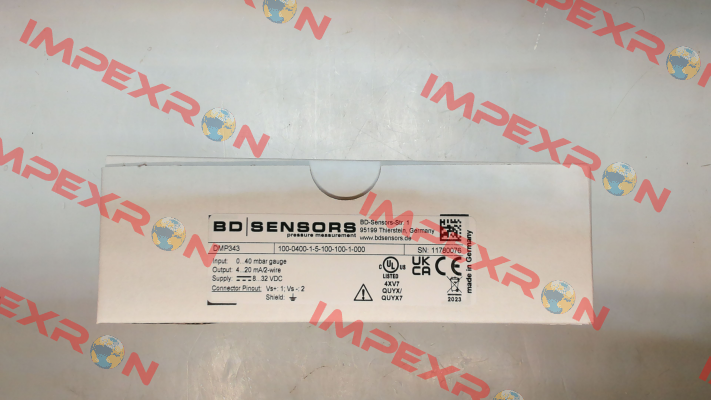 IMPEXRON
IMPEXRON
IMPEXRON
IMPEXRON
BD|SENSORS
pressure measurement
BD-Sensors-Str. 1
95199 Thierstein, Germany
www.bdsensors.de
DMP343 100-0400-1-5-100-100-1-000 SN: 11780076
Input: 0...40 mbar gauge
Output: 4...20 mA/2-wire
Supply: 8...32 VDC
Connector Pinout: Vs+: 1; Vs-: 2
Shield:
C UL US
LISTED
4XV7
QUYX/
QUYX7
UK
CA
CE
2023
made in Germany
IMPEXRON
IMPEXRON
IMPEXRON